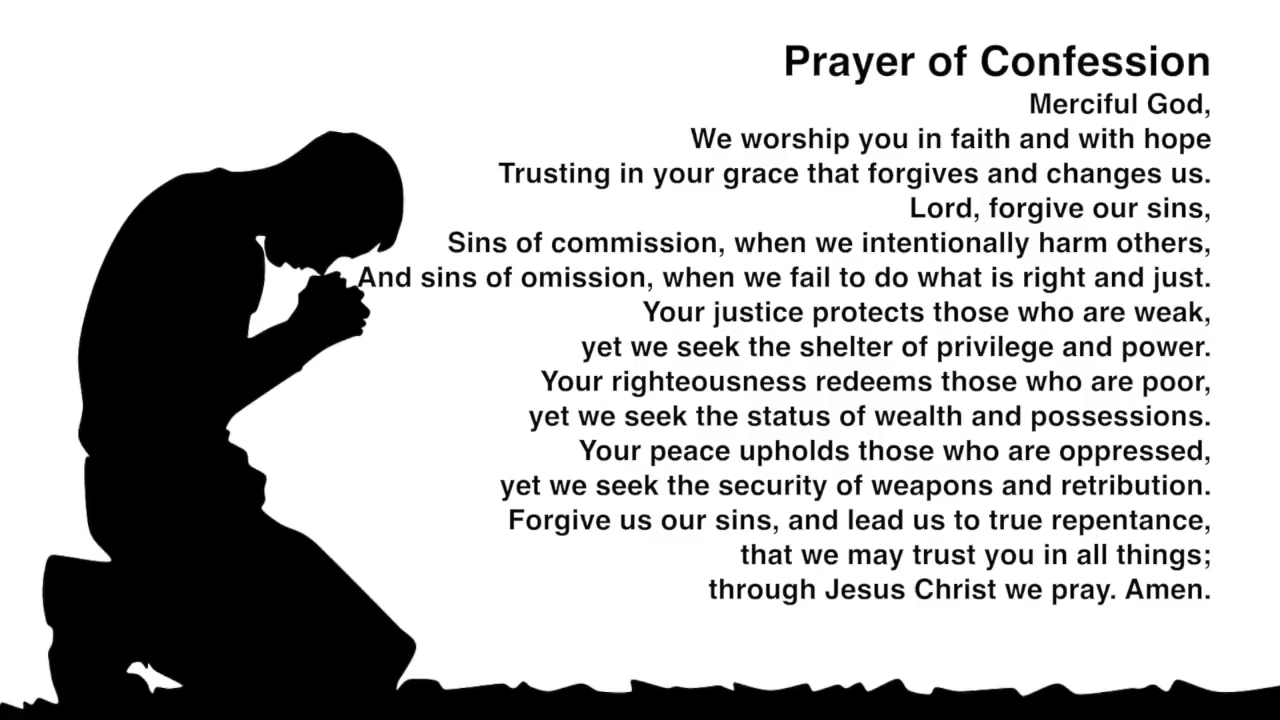 Prayer of Confession
Merciful God,
We worship you in faith and with hope
Trusting in your grace that forgives and changes us.
Lord, forgive our sins,
Sins of commission, when we intentionally harm others,
And sins of omission, when we fail to do what is right and just.
Your justice protects those who are weak,
yet we seek the shelter of privilege and power.
Your righteousness redeems those who are poor,
yet we seek the status of wealth and possessions.
Your peace upholds those who are oppressed,
yet we seek the security of weapons and retribution.
Forgive us our sins, and lead us to true repentance,
that we may trust you in all things;
through Jesus Christ we pray. Amen.